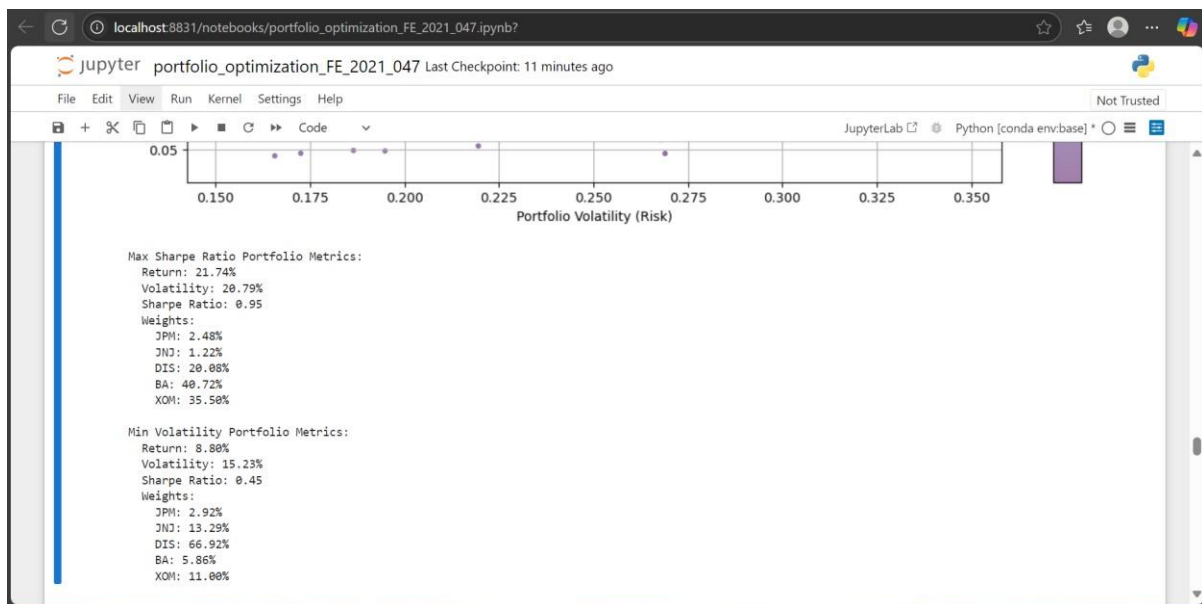 localhost:8831/notebooks/portfolio_optimization_FE_2021_047.ipynb?
jupyter portfolio_optimization_FE_2021_047 Last Checkpoint: 11 minutes ago
File Edit View Run Kernel Settings Help Not Trusted
Code JupyterLab Python [conda env:base] *
0.05
0.150 0.175 0.200 0.225 0.250 0.275 0.300 0.325 0.350
Portfolio Volatility (Risk)
Max Sharpe Ratio Portfolio Metrics:
Return: 21.74%
Volatility: 20.79%
Sharpe Ratio: 0.95
Weights:
JPM: 2.48%
JNJ: 1.22%
DIS: 20.08%
BA: 40.72%
XOM: 35.50%
Min Volatility Portfolio Metrics:
Return: 8.80%
Volatility: 15.23%
Sharpe Ratio: 0.45
Weights:
JPM: 2.92%
JNJ: 13.29%
DIS: 66.92%
BA: 5.86%
XOM: 11.00%